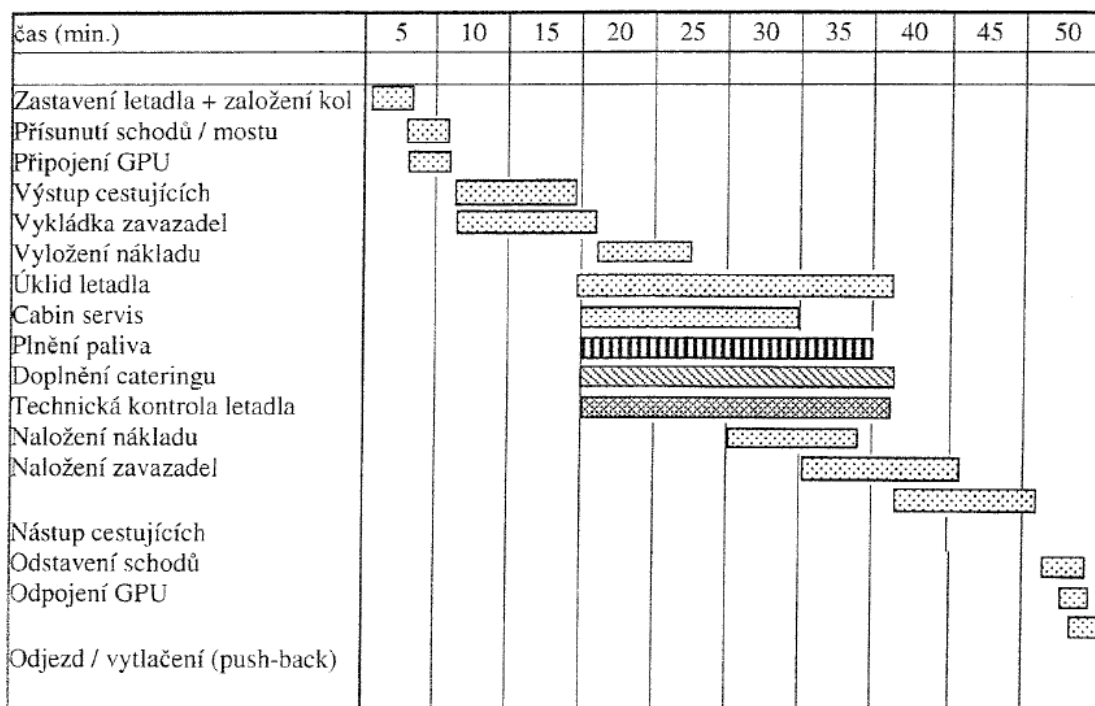 čas (min.) 5 10 15 20 25 30 35 40 45 50
Zastavení letadla + založení kol
Přísunutí schodů / mostu
Připojení GPU
Výstup cestujících
Vykládka zavazadel
Vyložení nákladu
Úklid letadla
Cabin servis
Plnění paliva
Doplnění cateringu
Technická kontrola letadla
Naložení nákladu
Naložení zavazadel
Nástup cestujících
Odstavení schodů
Odpojení GPU
Odjezd / vytlačení (push-back)